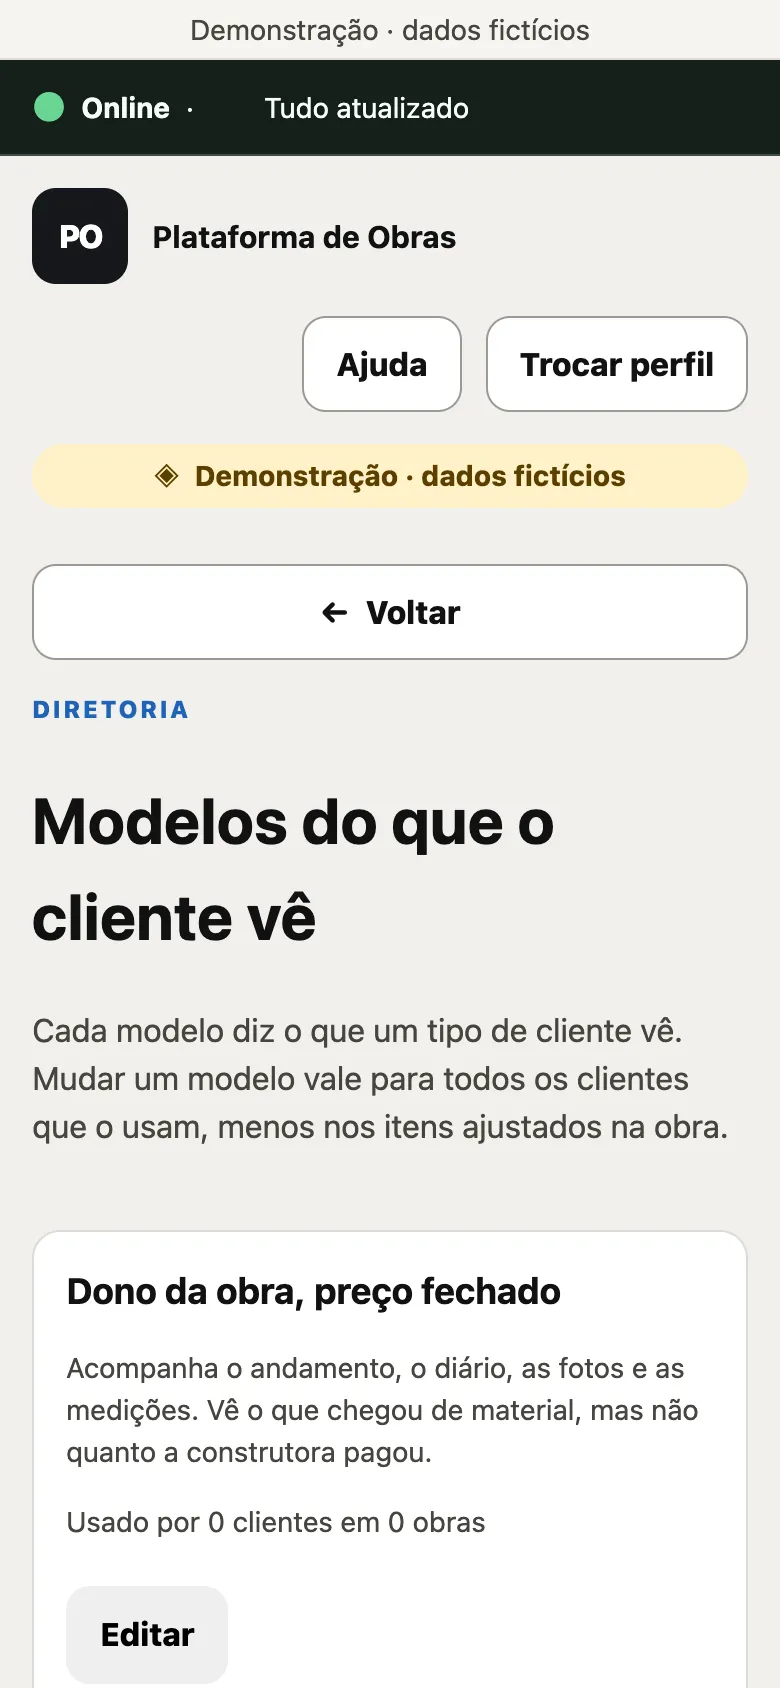 Demonstração · dados fictícios
Online · Tudo atualizado
PO Plataforma de Obras
Ajuda Trocar perfil
◈ Demonstração · dados fictícios
← Voltar
DIRETORIA
Modelos do que o
cliente vê
Cada modelo diz o que um tipo de cliente vê.
Mudar um modelo vale para todos os clientes
que o usam, menos nos itens ajustados na obra.
Dono da obra, preço fechado
Acompanha o andamento, o diário, as fotos e as
medições. Vê o que chegou de material, mas não
quanto a construtora pagou.
Usado por 0 clientes em 0 obras
Editar